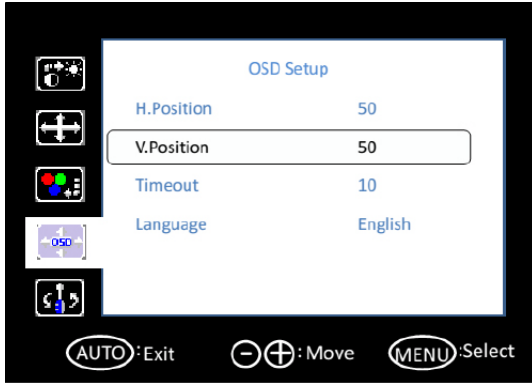 OSD Setup
H.Position 50
V.Position 50
Timeout 10
Language English
OSD
AUTO:Exit -+:Move MENU:Select